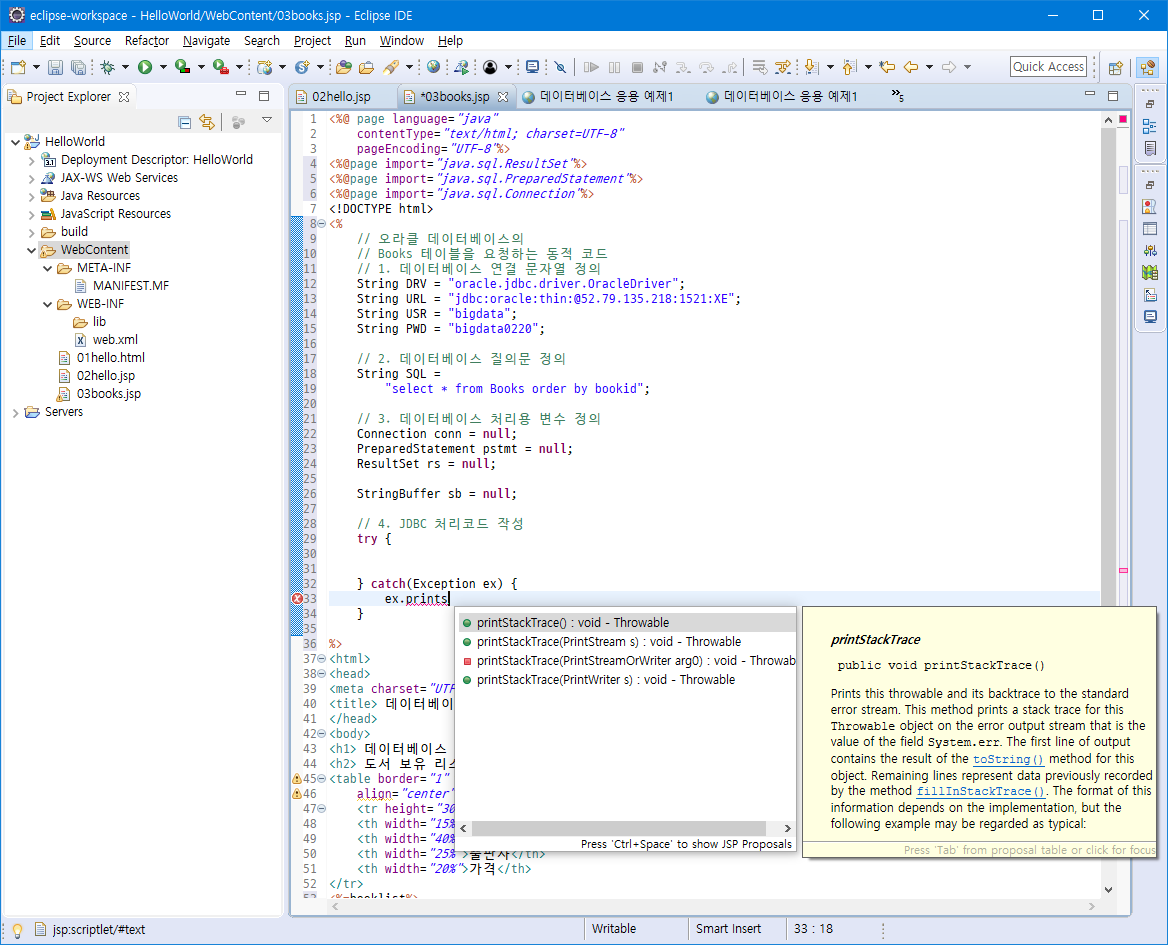 eclipse-workspace - HelloWorld/WebContent/03books.jsp - Eclipse IDE
File Edit Source Refactor Navigate Search Project Run Window Help
Quick Access
Project Explorer
02hello.jsp
*03books.jsp
데이터베이스 응용 예제1
데이터베이스 응용 예제1
»5
HelloWorld
Deployment Descriptor: HelloWorld
JAX-WS Web Services
Java Resources
JavaScript Resources
build
WebContent
META-INF
MANIFEST.MF
WEB-INF
lib
web.xml
01hello.html
02hello.jsp
03books.jsp
Servers
1 <%@ page language="java"
2 contentType="text/html; charset=UTF-8"
3 pageEncoding="UTF-8"%>
4 <%@page import="java.sql.ResultSet"%>
5 <%@page import="java.sql.PreparedStatement"%>
6 <%@page import="java.sql.Connection"%>
7 <!DOCTYPE html>
8 <%
9 // 오라클 데이터베이스의
10 // Books 테이블을 요청하는 동적 코드
11 // 1. 데이터베이스 연결 문자열 정의
12 String DRV = "oracle.jdbc.driver.OracleDriver";
13 String URL = "jdbc:oracle:thin:@52.79.135.218:1521:XE";
14 String USR = "bigdata";
15 String PWD = "bigdata0220";
16
17 // 2. 데이터베이스 질의문 정의
18 String SQL =
19 "select * from Books order by bookid";
20
21 // 3. 데이터베이스 처리용 변수 정의
22 Connection conn = null;
23 PreparedStatement pstmt = null;
24 ResultSet rs = null;
25
26 StringBuffer sb = null;
27
28 // 4. JDBC 처리코드 작성
29 try {
30
31
32 } catch(Exception ex) {
33 ex.prints
34 }
35
36 %>
37 <html>
38 <head>
39 <meta charset="UTF
40 <title> 데이터베이
41 </head>
42 <body>
43 <h1> 데이터베이스
44 <h2> 도서 보유 리스
45 <table border="1"
46 align="center"
47 <tr height="30
48 <th width="15%
49 <th width="40%
50 <th width="25%">출판사</th>
51 <th width="20%">가격</th>
52 </tr>
53 <%=booklist%>
printStackTrace() : void - Throwable
printStackTrace(PrintStream s) : void - Throwable
printStackTrace(PrintStreamOrWriter arg0) : void - Throwab
printStackTrace(PrintWriter s) : void - Throwable
Press 'Ctrl+Space' to show JSP Proposals
printStackTrace
public void printStackTrace()
Prints this throwable and its backtrace to the standard
error stream. This method prints a stack trace for this
Throwable object on the error output stream that is the
value of the field System.err. The first line of output
contains the result of the toString() method for this
object. Remaining lines represent data previously recorded
by the method fillInStackTrace(). The format of this
information depends on the implementation, but the
following example may be regarded as typical:
Press 'Tab' from proposal table or click for focus
jsp:scriptlet/#text
Writable
Smart Insert
33 : 18